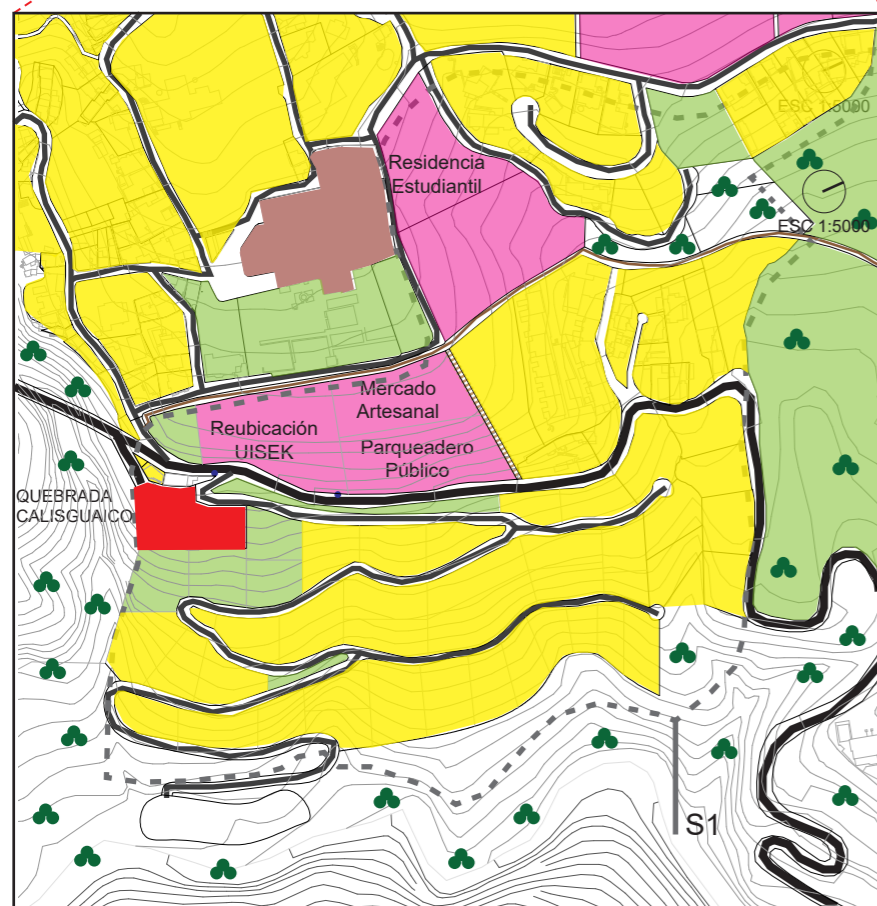 ESC 1:5000
Residencia
Estudiantil
ESC 1:5000
Mercado
Artesanal
Reubicación
UISEK
Parqueadero
Público
QUEBRADA
CALISGUAICO
S1